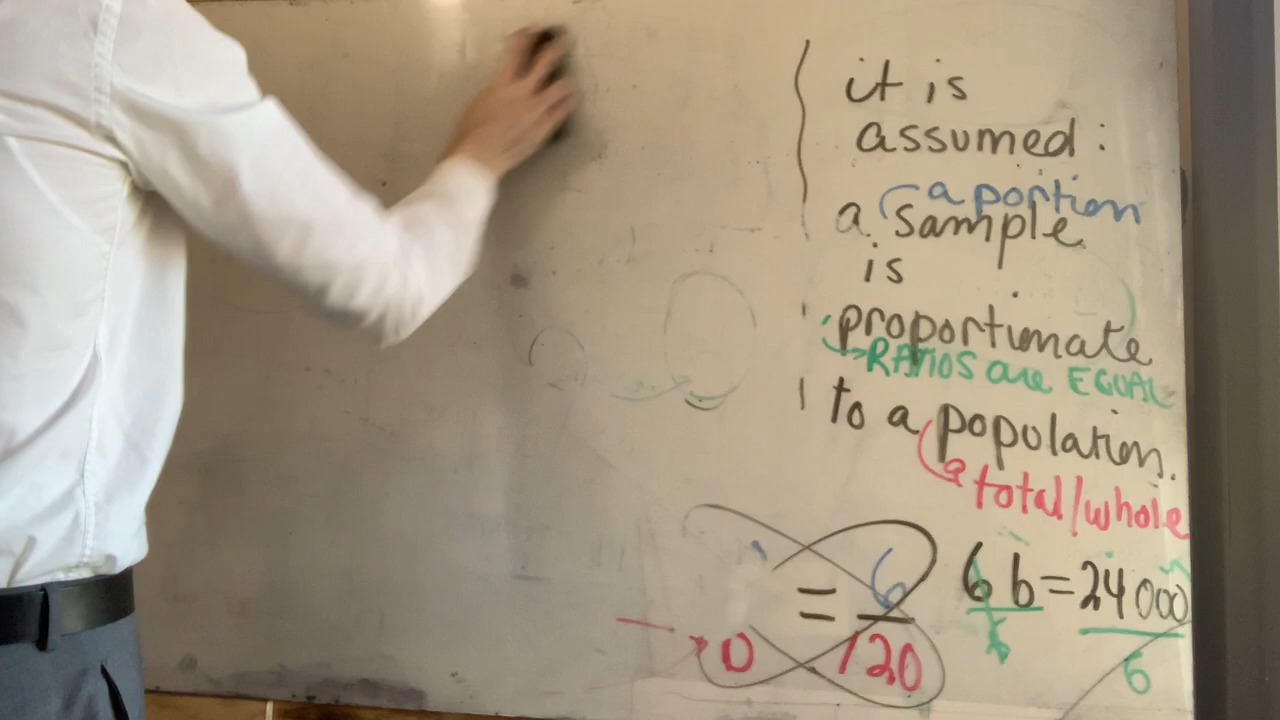 it is
assumed:
a portion
a sample
is
proportionate
RATIOS are EQUAL
to a population.
total/whole
= 6
0 120
6b = 24000
6 6